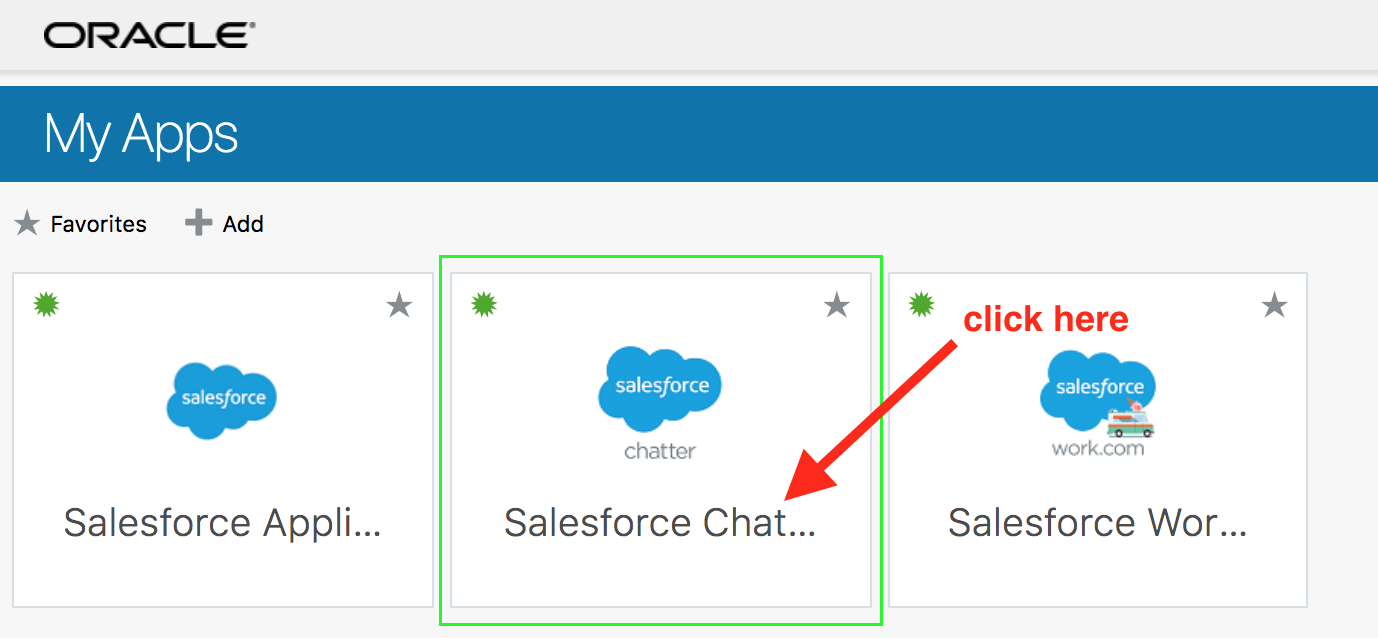 ORACLE®
My Apps
Favorites
Add
click here
salesforce
Salesforce Appli...
salesforce
chatter
Salesforce Chat...
salesforce
work.com
Salesforce Wor...